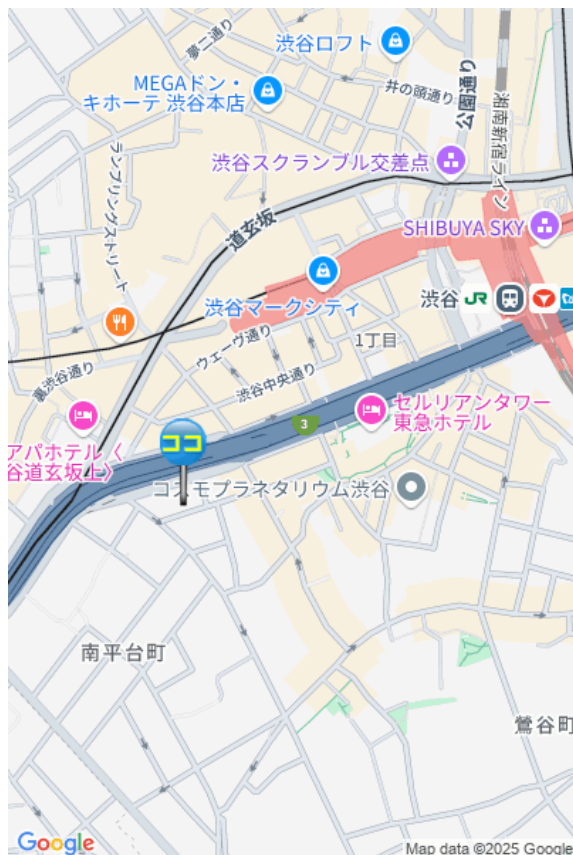 夢二通り
渋谷ロフト
公園通り
MEGAドン・
キホーテ 渋谷本店
井の頭通り
湘南新宿ライン
ランブリングストリート
渋谷スクランブル交差点
道玄坂
SHIBUYA SKY
渋谷マークシティ
渋谷
JR
1丁目
ウェーヴ通り
裏渋谷通り
渋谷中央通り
セルリアンタワー
東急ホテル
3
アパホテル〈
谷道玄坂上〉
ココ
コスモプラネタリウム渋谷
南平台町
鶯谷町
Google
Map data ©2025 Google